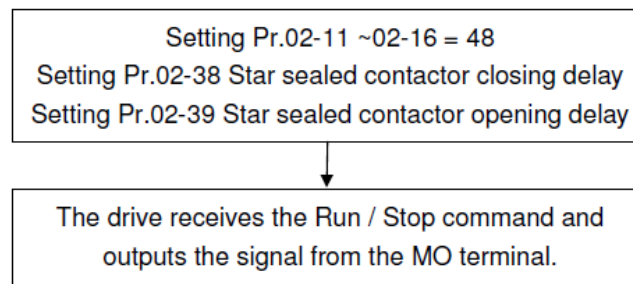 Setting Pr.02-11 ~02-16 = 48
Setting Pr.02-38 Star sealed contactor closing delay
Setting Pr.02-39 Star sealed contactor opening delay
The drive receives the Run / Stop command and
outputs the signal from the MO terminal.